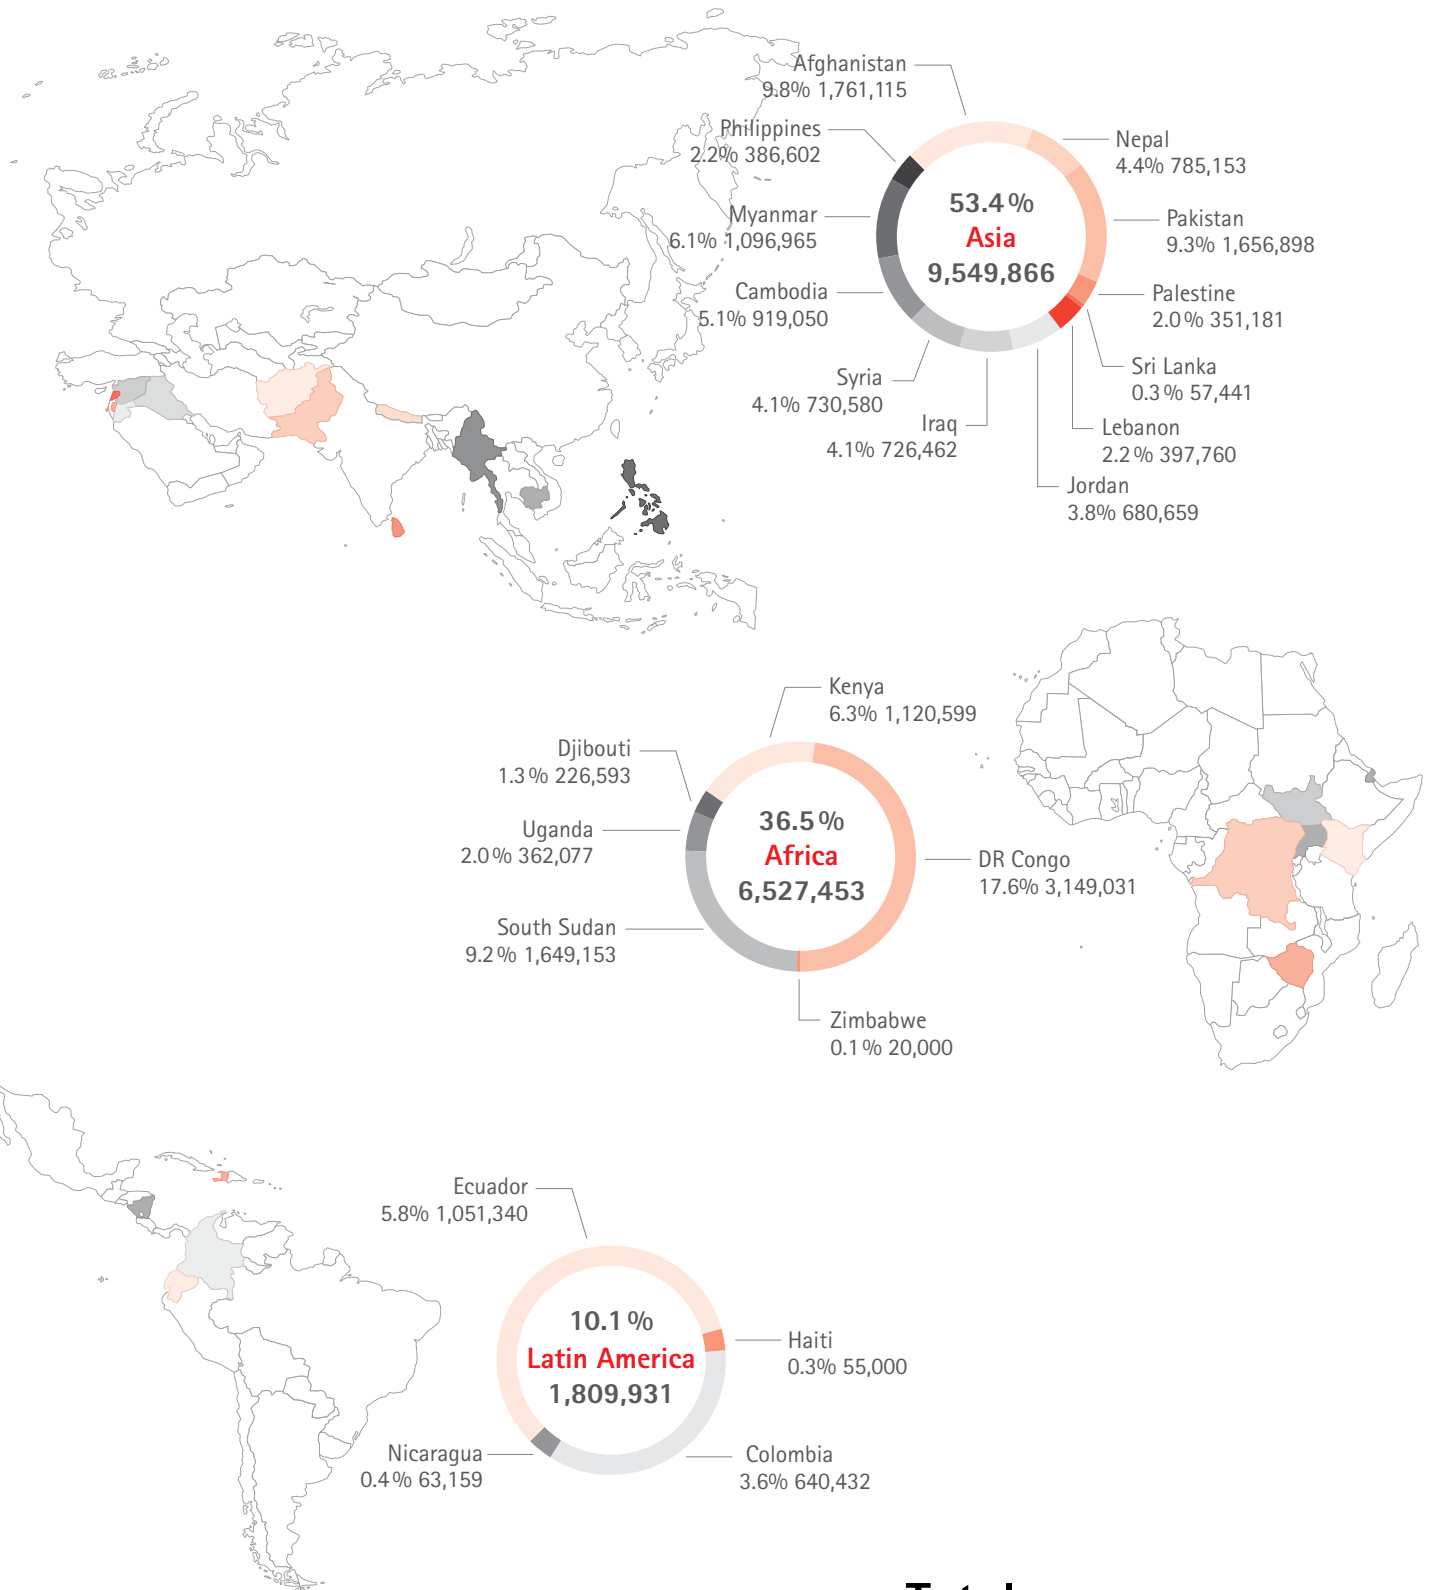 Afghanistan
9.8% 1,761,115
Philippines
2.2% 386,602
Nepal
4.4% 785,153
Myanmar
6.1% 1,096,965
Pakistan
9.3% 1,656,898
53.4%
Asia
9,549,866
Cambodia
5.1% 919,050
Palestine
2.0% 351,181
Syria
4.1% 730,580
Sri Lanka
0.3% 57,441
Iraq
4.1% 726,462
Lebanon
2.2% 397,760
Jordan
3.8% 680,659
Kenya
6.3% 1,120,599
Djibouti
1.3% 226,593
Uganda
2.0% 362,077
36.5%
Africa
6,527,453
DR Congo
17.6% 3,149,031
South Sudan
9.2% 1,649,153
Zimbabwe
0.1% 20,000
Ecuador
5.8% 1,051,340
10.1%
Latin America
1,809,931
Haiti
0.3% 55,000
Nicaragua
0.4% 63,159
Colombia
3.6% 640,432